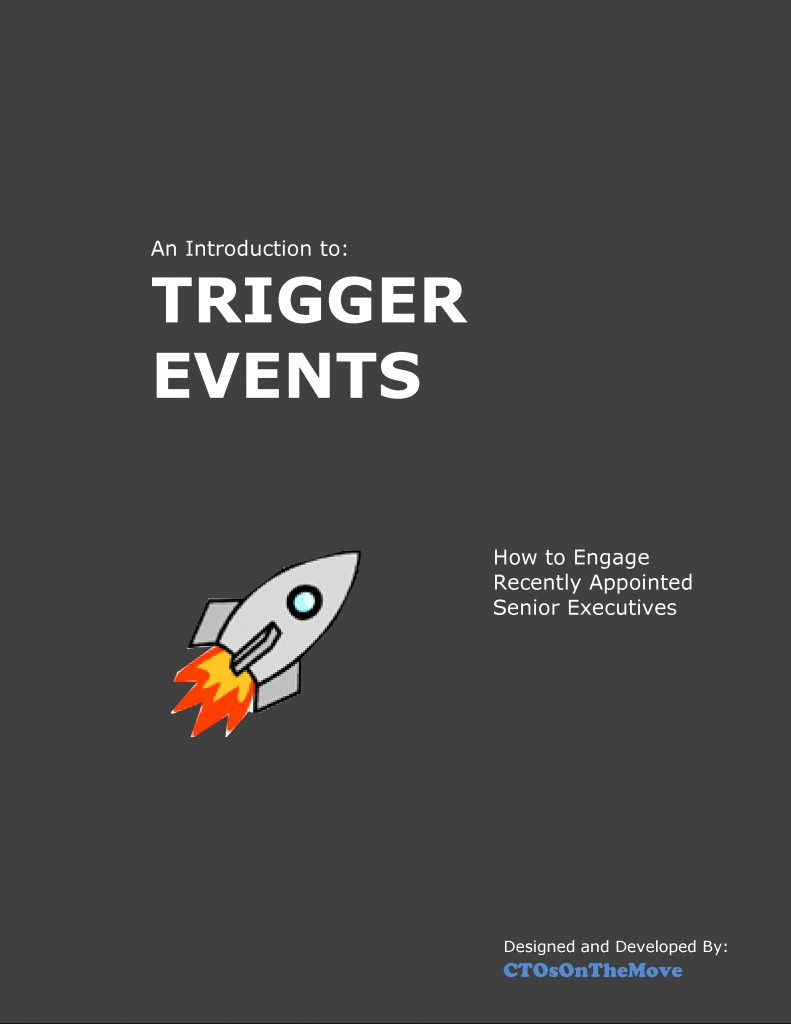 An Introduction to:
TRIGGER
EVENTS
How to Engage
Recently Appointed
Senior Executives
Designed and Developed By:
CTOsOnTheMove